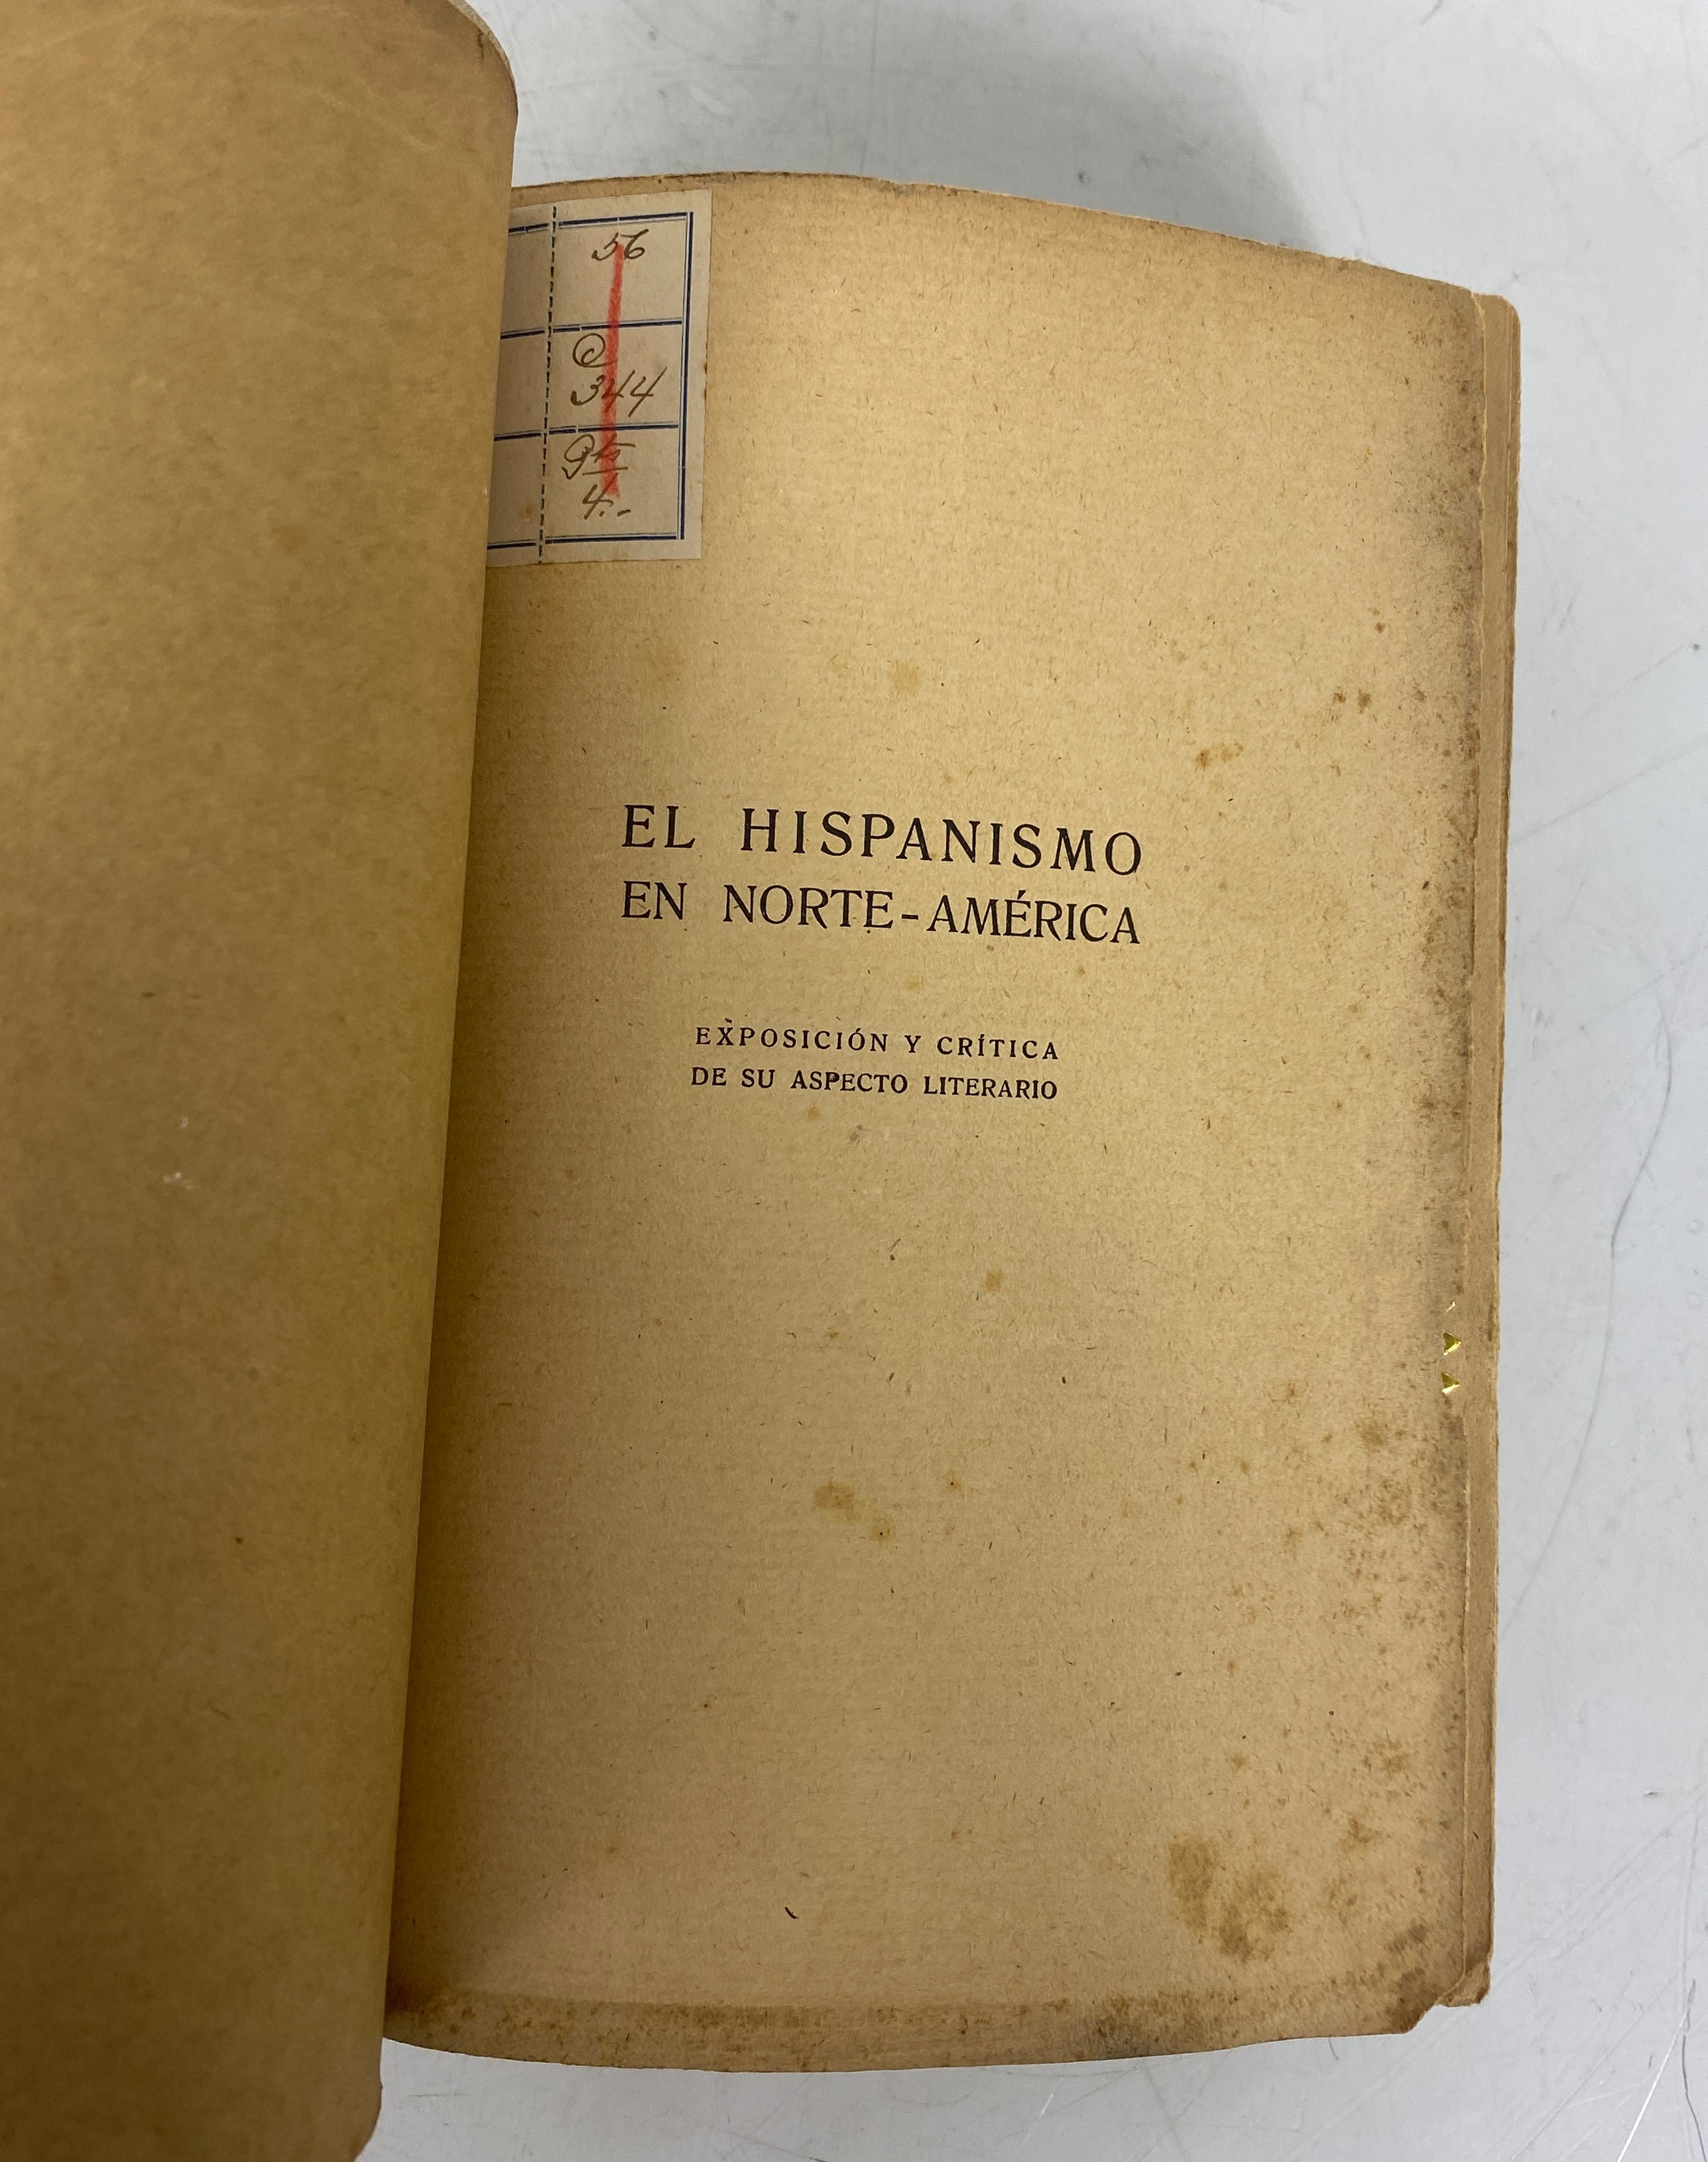 56
344
4.-
EL HISPANISMO
EN NORTE-AMÉRICA
EXPOSICIÓN Y CRÍTICA
DE SU ASPECTO LITERARIO